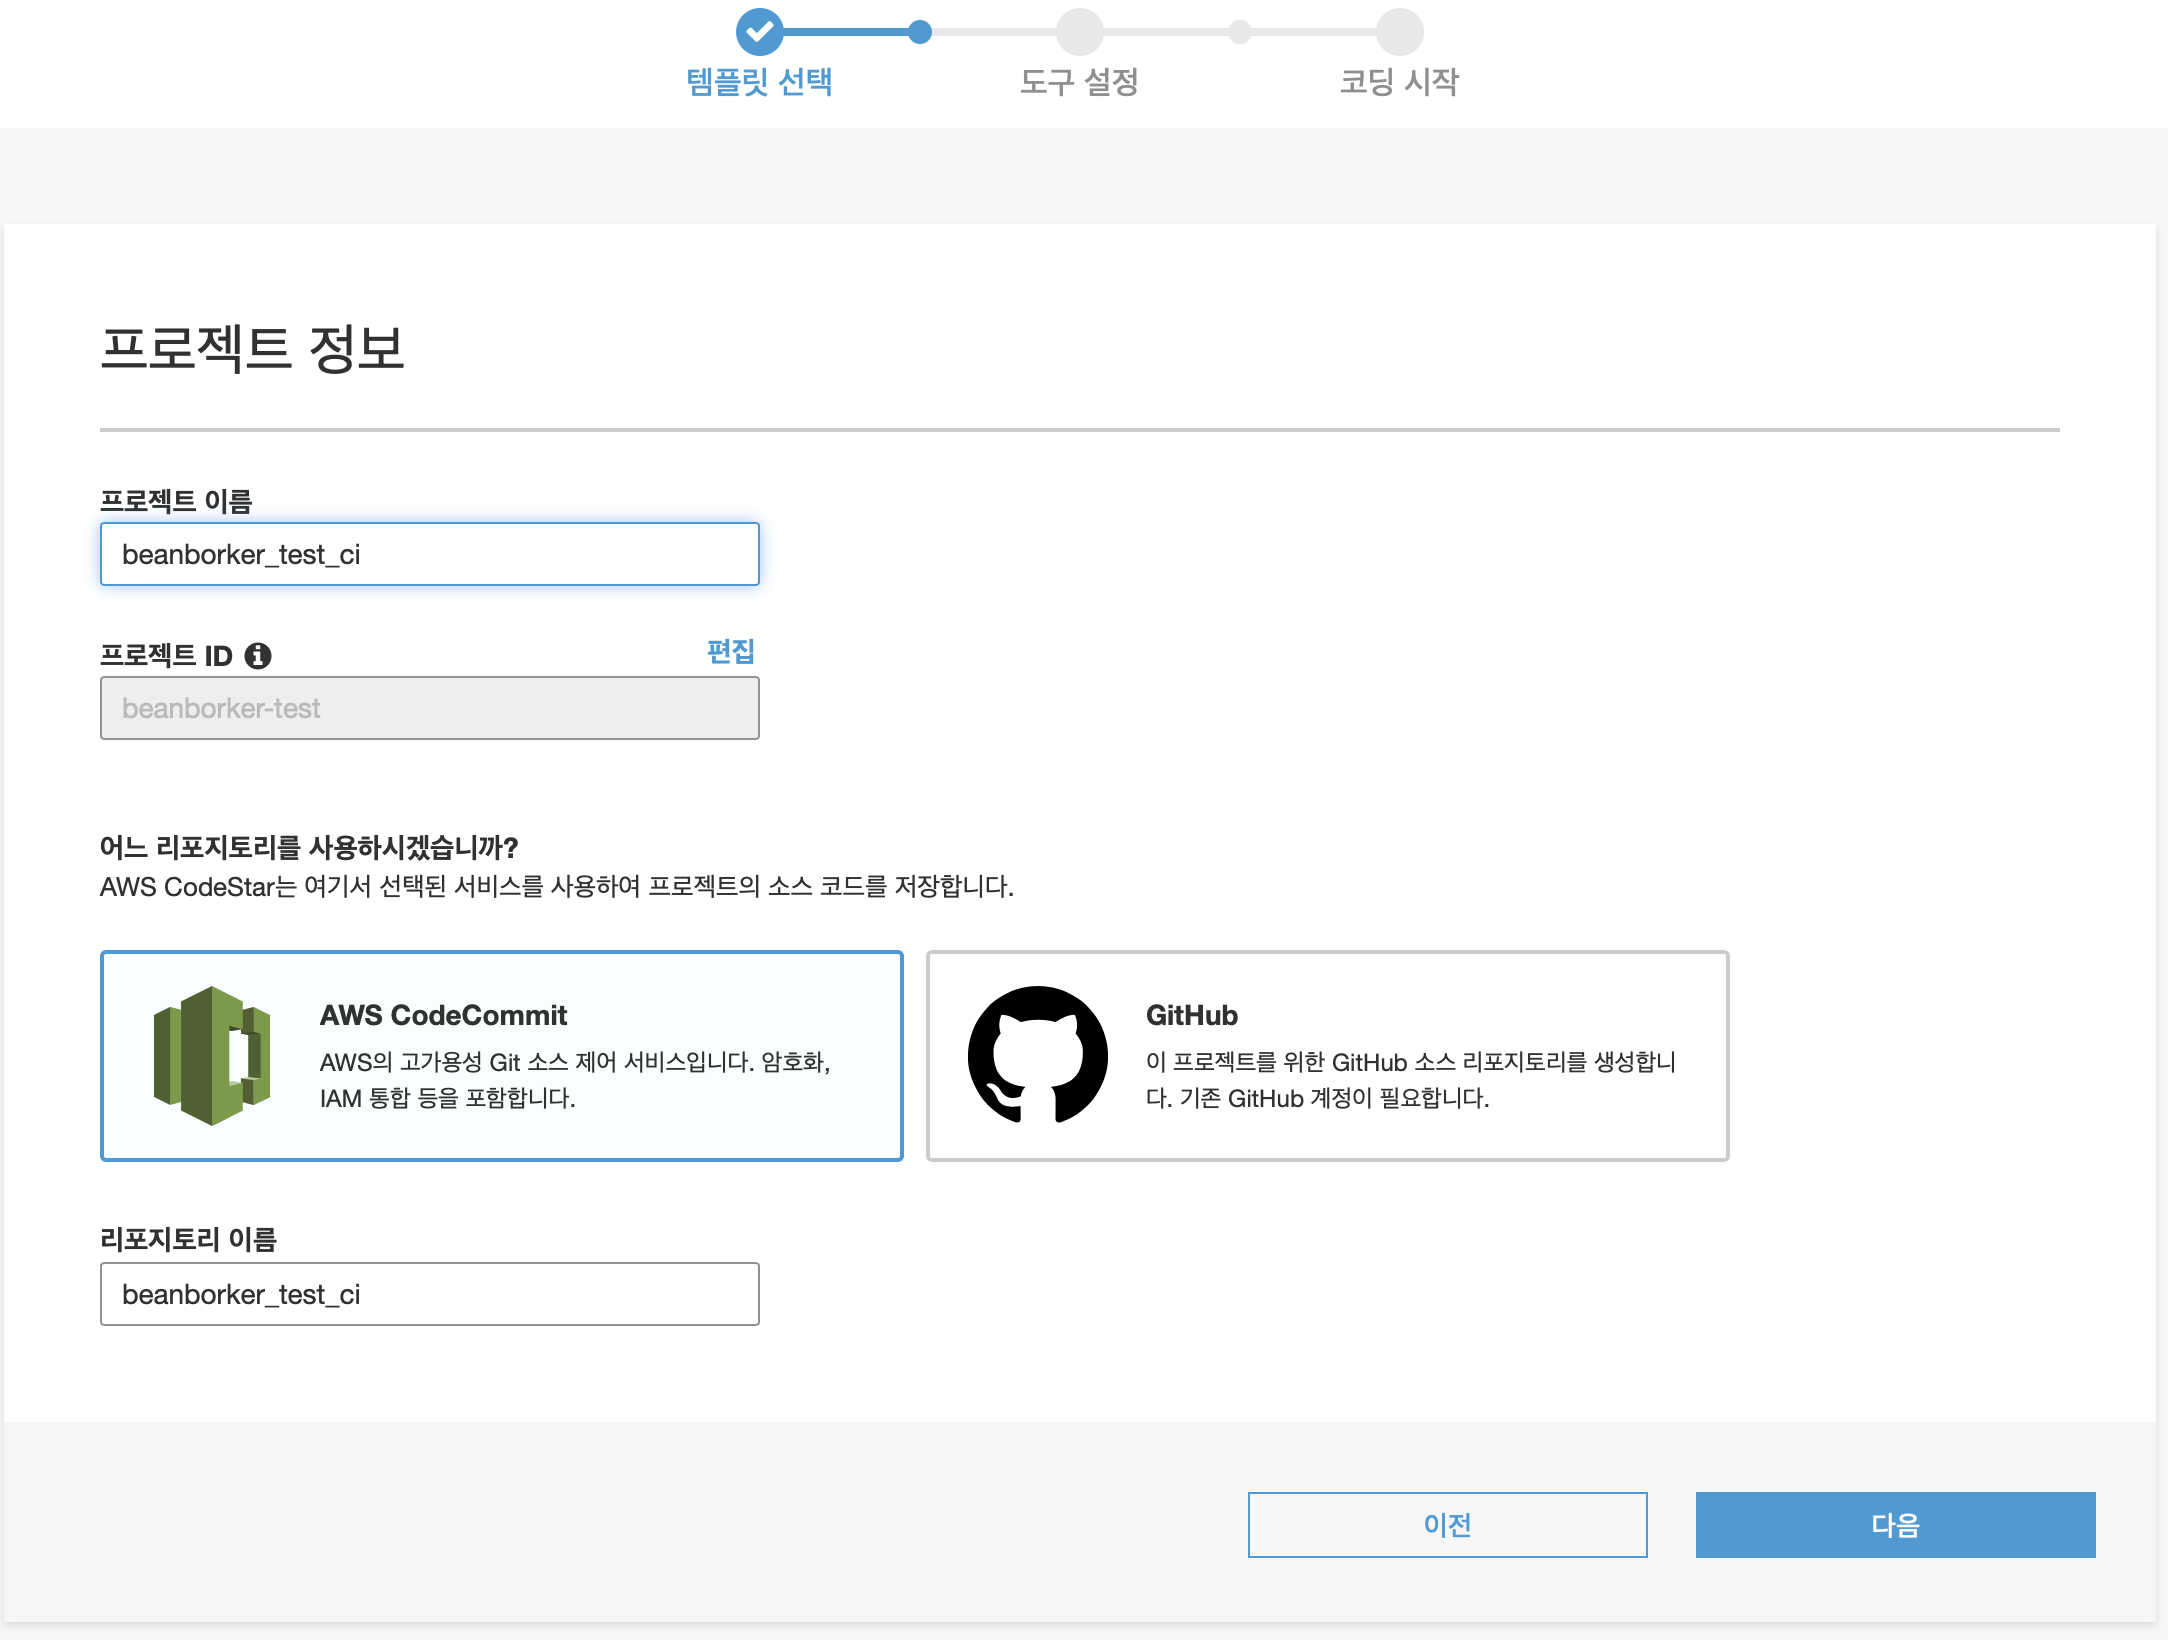 템플릿 선택
도구 설정
코딩 시작
프로젝트 정보
프로젝트 이름
beanborker_test_ci
프로젝트 ID
편집
beanborker-test
어느 리포지토리를 사용하시겠습니까?
AWS CodeStar는 여기서 선택된 서비스를 사용하여 프로젝트의 소스 코드를 저장합니다.
AWS CodeCommit
AWS의 고가용성 Git 소스 제어 서비스입니다. 암호화,
IAM 통합 등을 포함합니다.
GitHub
이 프로젝트를 위한 GitHub 소스 리포지토리를 생성합니
다. 기존 GitHub 계정이 필요합니다.
리포지토리 이름
beanborker_test_ci
이전
다음